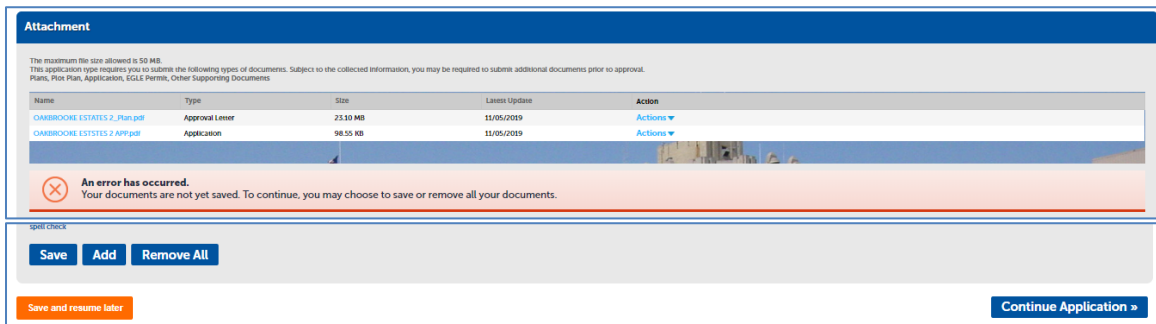 Attachment
The maximum file size allowed is 50 MB.
This application type requires you to submit the following types of documents. Subject to the collected information, you may be required to submit additional documents prior to approval.
Plans, Plot Plan, Application, EGLE Permit, Other Supporting Documents
Name Type Size Latest Update Action
OAKBROOKE ESTATES 2_Plan.pdf Approval Letter 23.10 MB 11/05/2019 Actions▼
OAKBROOKE ESTSTES 2 APP.pdf Application 98.55 KB 11/05/2019 Actions▼
An error has occurred.
Your documents are not yet saved. To continue, you may choose to save or remove all your documents.
spell check
Save Add Remove All
Save and resume later Continue Application »